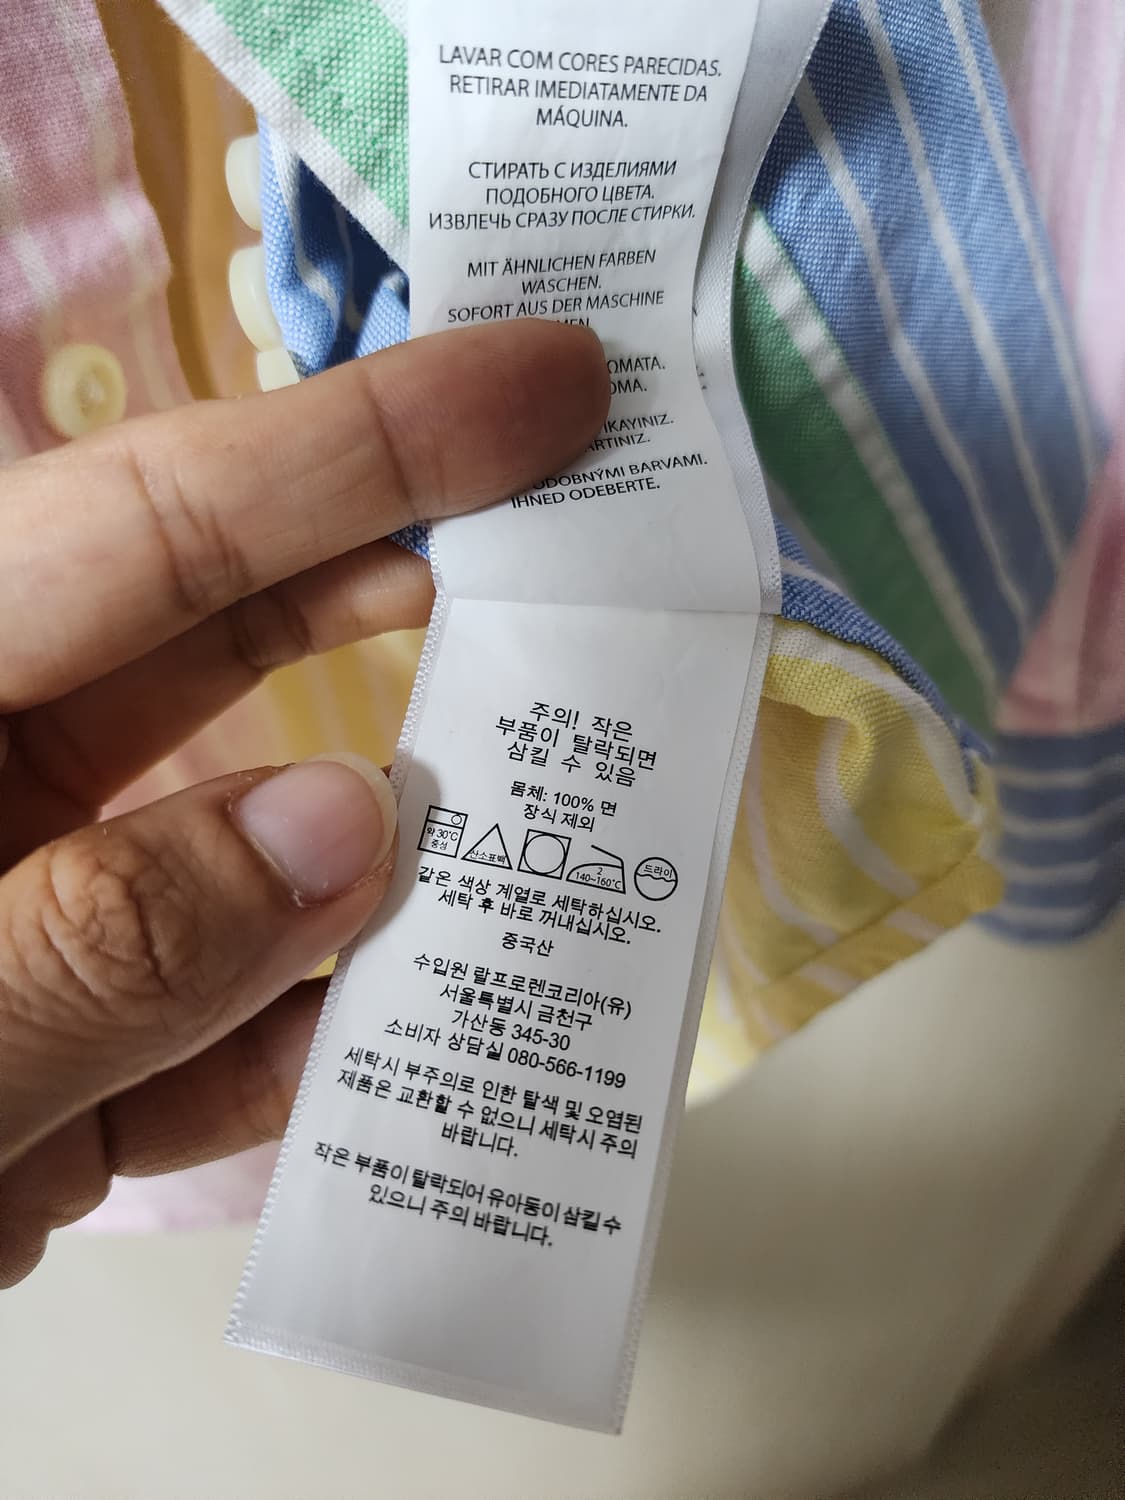 LAVAR COM CORES PARECIDAS.
RETIRAR IMEDIATAMENTE DA
MÁQUINA.
СТИРАТЬ С ИЗДЕЛИЯМИ
ПОДОБНОГО ЦВЕТА.
ИЗВЛЕЧЬ СРАЗУ ПОСЛЕ СТИРКИ.
MIT ÄHNLICHEN FARBEN
WASCHEN.
SOFORT AUS DER MASCHINE
IHNED ODEBERTE.
BARVAMI.
주의! 작은
부품이 탈락되면
삼킬 수 있음
몸체: 100% 면
장식 제외
약 30℃
중성
산소표백
2
140~160℃
드라이
같은 색상 계열로 세탁하십시오.
세탁 후 바로 꺼내십시오.
중국산
수입원 랄프로렌코리아(유)
서울특별시 금천구
가산동 345-30
소비자 상담실 080-566-1199
세탁시 부주의로 인한 탈색 및 오염된
제품은 교환할 수 없으니 세탁시 주의
바랍니다.
작은 부품이 탈락되어 유아동이 삼킬 수
있으니 주의 바랍니다.